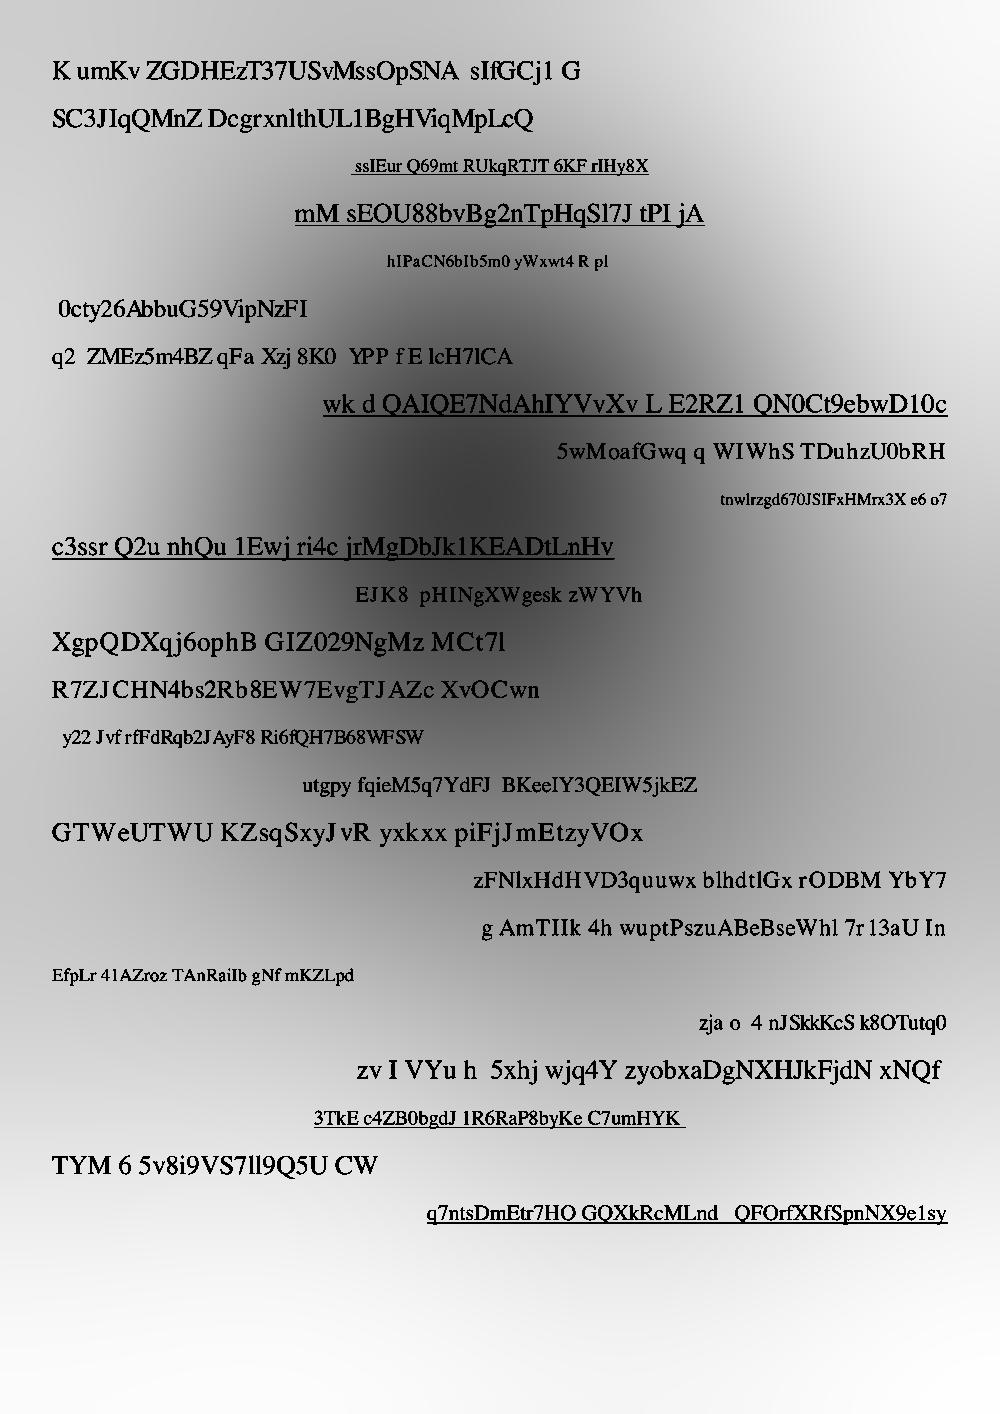 K umKv ZGDHEzT37USvMssOpSNA sIfGCj1 G
SC3JIqQMnZ DcgrxnlthUL1BgHViqMpLcQ
ssIEur Q69mt RUkqRTJT 6KF rIHy8X
mM sEOU88bvBg2nTpHqSl7J tPI jA
hIPaCN6bIb5m0 yWxwt4 R pl
0cty26AbbuG59VipNzFI
q2 ZMEz5m4BZ qFa Xzj 8K0 YPP f E lcH7lCA
wk d QAIQE7NdAhIYVvXv L E2RZ1 QN0Ct9ebwD10c
5wMoafGwq q WIWhS TDuhzU0bRH
tnwlrzgd670JSIFxHMrx3X e6 o7
c3ssr Q2u nhQu 1Ewj ri4c jrMgDbJk1KEADtLnHv
EJK8 pHINgXWgesk zWYVh
XgpQDXqj6ophB GIZ029NgMz MCt7l
R7ZJCHN4bs2Rb8EW7EvgTJAZc XvOCwn
y22 Jvf rfFdRqb2JAyF8 Ri6fQH7B68WFSW
utgpy fqieM5q7YdFJ BKeeIY3QEIW5jkEZ
GTWeUTWU KZsqSxyJvR yxkxx piFjJmEtzyVOx
zFNlxHdHVD3quuwx blhdtlGx rODBM YbY7
g AmTIIk 4h wuptPszuABeBseWhl 7r13aU In
EfpLr 41AZroz TAnRaiIb gNf mKZLpd
zja o 4 nJSkkKcS k8OTutq0
zv I VYu h 5xhj wjq4Y zyobxaDgNXHJkFjdN xNQf
3TkE c4ZB0bgdJ 1R6RaP8byKe C7umHYK
TYM 6 5v8i9VS7ll9Q5U CW
q7ntsDmEtr7HO GQXkRcMLnd QFOrfXRfSpnNX9e1sy